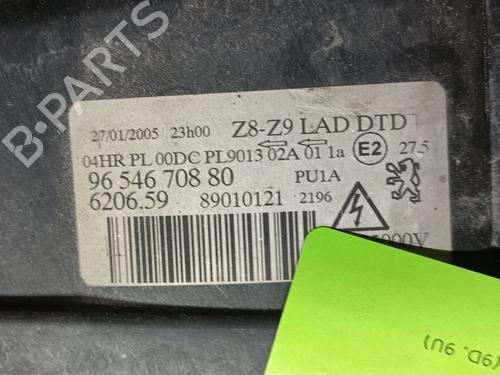 B-PARTS
27/01/2005 23h00 Z8-Z9 LAD DTD
04HR PL 00DC PL9013 02A 01 1a E2 27.5
96 546 708 80 PU1A
6206.59 89010121 2196
(9D, 9U)